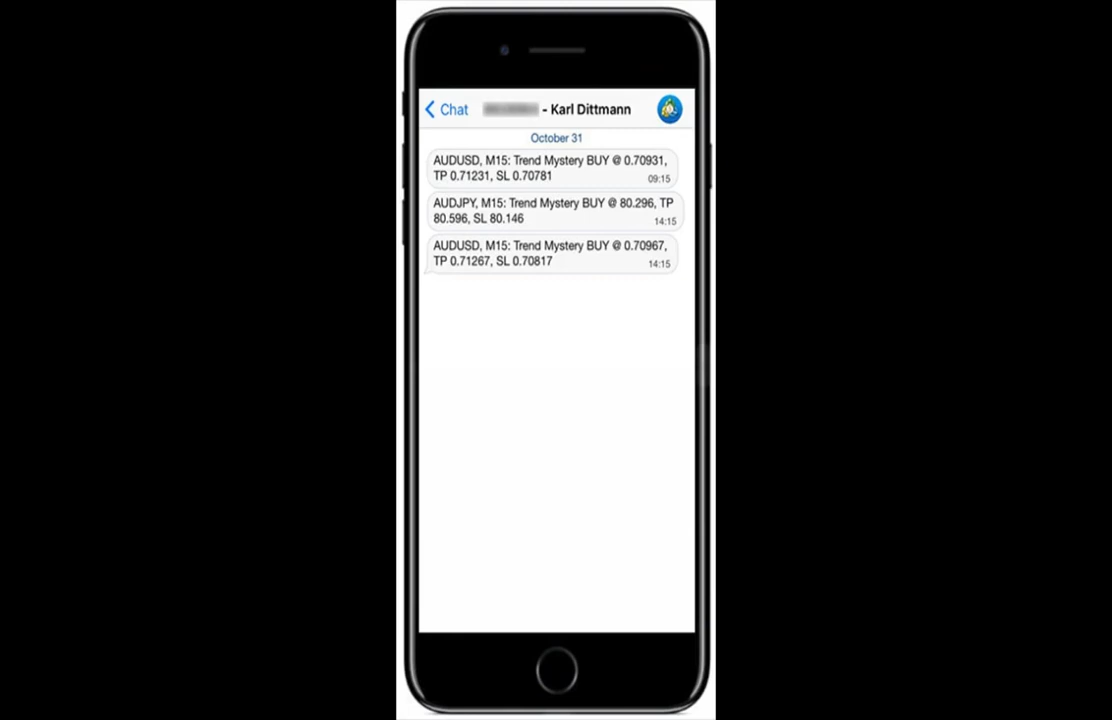 Chat
- Karl Dittmann
October 31
AUDUSD, M15: Trend Mystery BUY @ 0.70931,
TP 0.71231, SL 0.70781
09:15
AUDJPY, M15: Trend Mystery BUY @ 80.296, TP
80.596, SL 80.146
14:15
AUDUSD, M15: Trend Mystery BUY @ 0.70967,
TP 0.71267, SL 0.70817
14:15